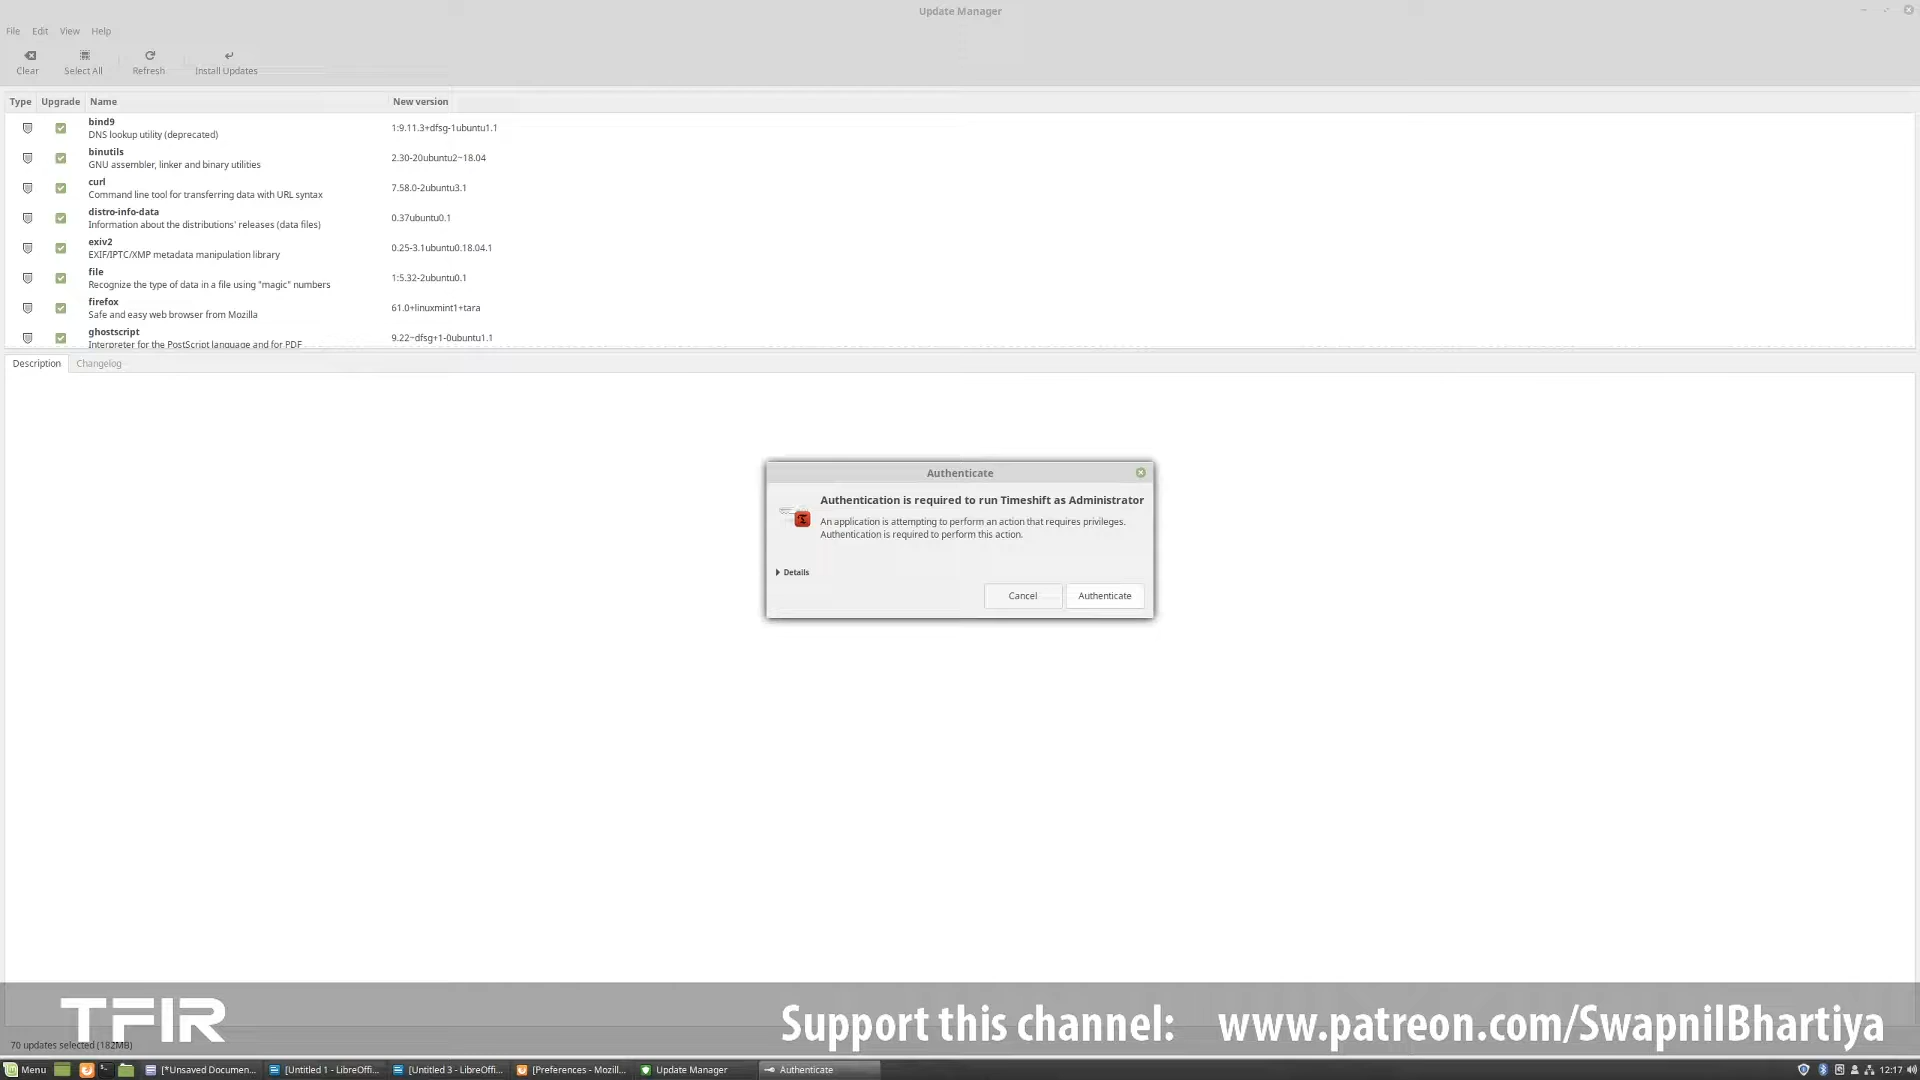 Update Manager
File Edit View Help
Clear Select All Refresh Install Updates
Type Upgrade Name New version
bind9
DNS lookup utility (deprecated)
1:9.11.3+dfsg-1ubuntu1.1
binutils
GNU assembler, linker and binary utilities
2.30-20ubuntu2~18.04
curl
Command line tool for transferring data with URL syntax
7.58.0-2ubuntu3.1
distro-info-data
Information about the distributions' releases (data files)
0.37ubuntu0.1
exiv2
EXIF/IPTC/XMP metadata manipulation library
0.25-3.1ubuntu0.18.04.1
file
Recognize the type of data in a file using "magic" numbers
1:5.32-2ubuntu0.1
firefox
Safe and easy web browser from Mozilla
61.0+linuxmint1+tara
ghostscript
Interpreter for the PostScript language and for PDF
9.22~dfsg+1-0ubuntu1.1
Description Changelog
Authenticate
Authentication is required to run Timeshift as Administrator
An application is attempting to perform an action that requires privileges.
Authentication is required to perform this action.
Details
Cancel Authenticate
TFIR
Support this channel: www.patreon.com/SwapnilBhartiya
70 updates selected (182MB)
Menu [*Unsaved Documen... [Untitled 1 - LibreOffi... [Untitled 3 - LibreOffi... [Preferences - Mozill... Update Manager Authenticate 12:17